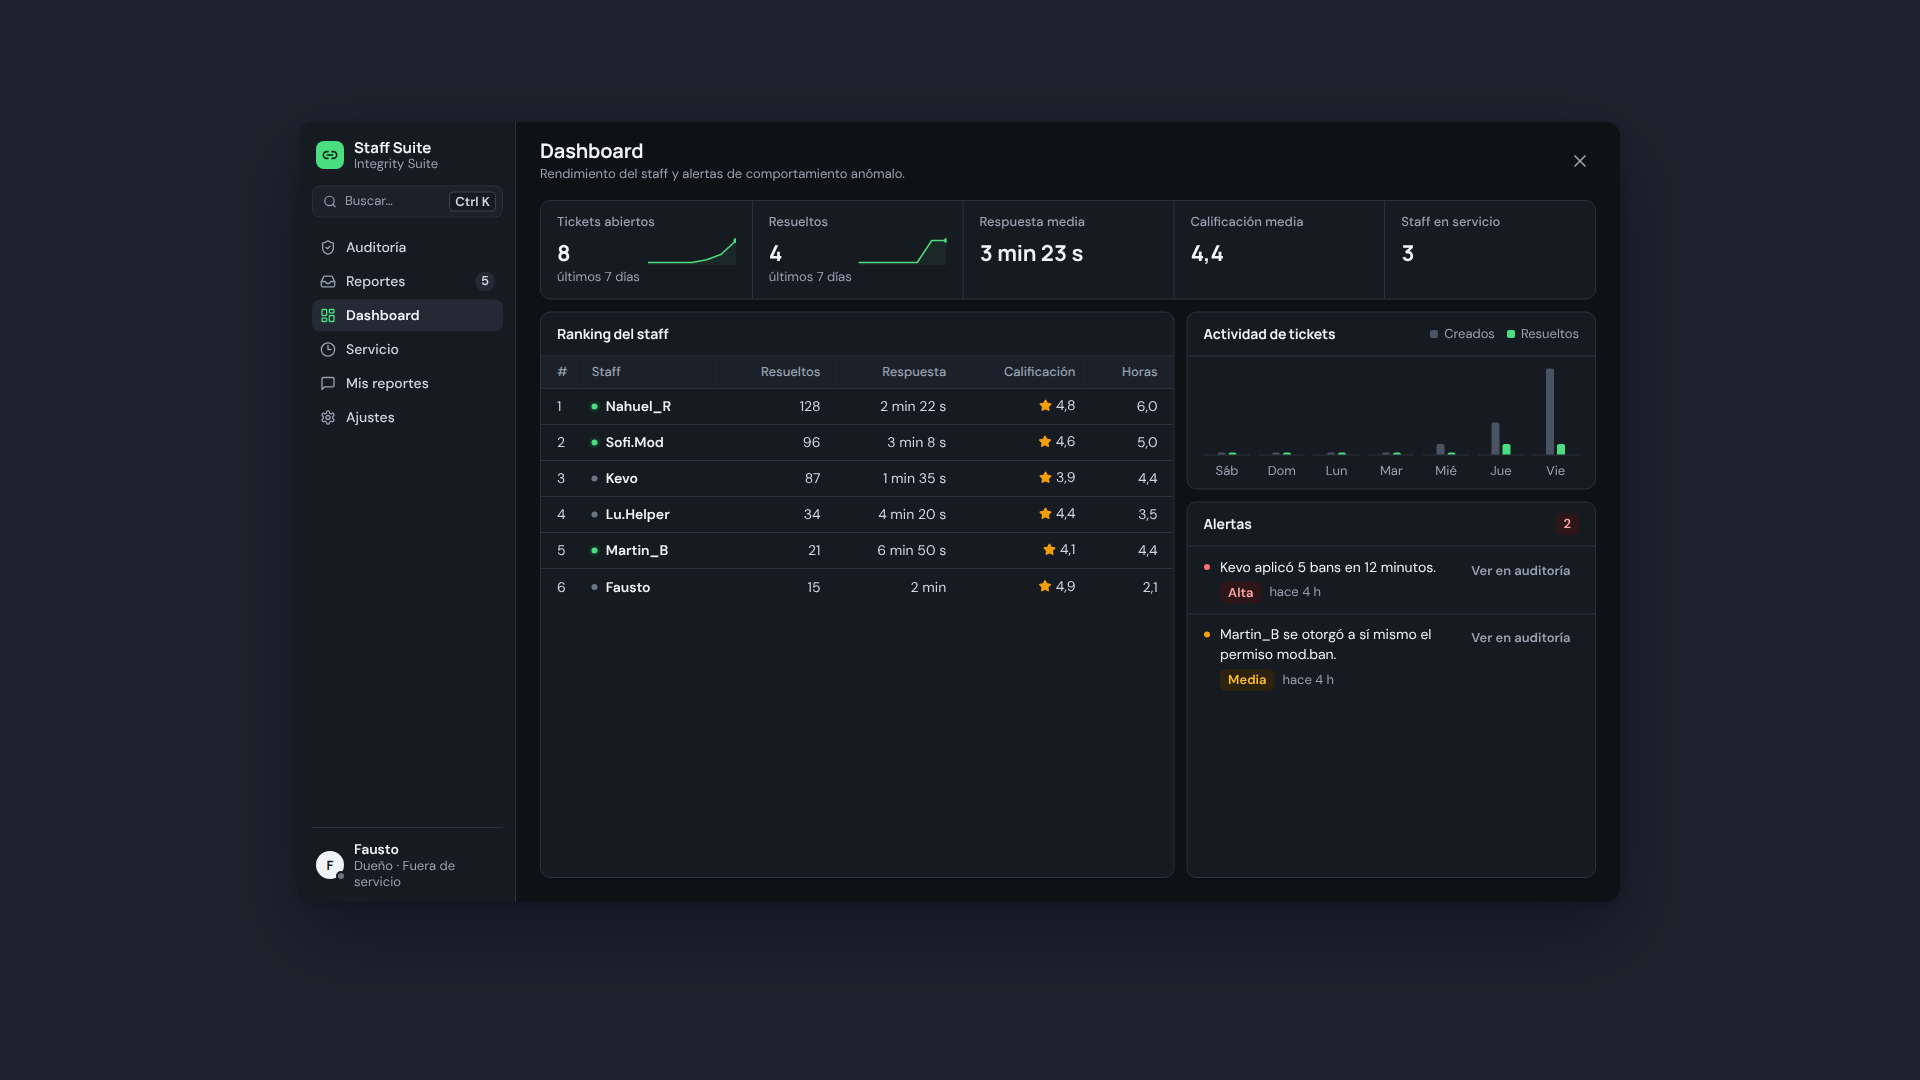 Staff Suite
Integrity Suite
Buscar...
Ctrl K
Auditoría
Reportes 5
Dashboard
Servicio
Mis reportes
Ajustes
F
Fausto
Dueño · Fuera de
servicio
Dashboard
Rendimiento del staff y alertas de comportamiento anómalo.
Tickets abiertos
8
últimos 7 días
Resueltos
4
últimos 7 días
Respuesta media
3 min 23 s
Calificación media
4,4
Staff en servicio
3
Ranking del staff
# Staff Resueltos Respuesta Calificación Horas
1 Nahuel_R 128 2 min 22 s 4,8 6,0
2 Sofi.Mod 96 3 min 8 s 4,6 5,0
3 Kevo 87 1 min 35 s 3,9 4,4
4 Lu.Helper 34 4 min 20 s 4,4 3,5
5 Martin_B 21 6 min 50 s 4,1 4,4
6 Fausto 15 2 min 4,9 2,1
Actividad de tickets
Creados Resueltos
Sáb Dom Lun Mar Mié Jue Vie
Alertas 2
Kevo aplicó 5 bans en 12 minutos.
Ver en auditoría
Alta hace 4 h
Martin_B se otorgó a sí mismo el
permiso mod.ban.
Ver en auditoría
Media hace 4 h